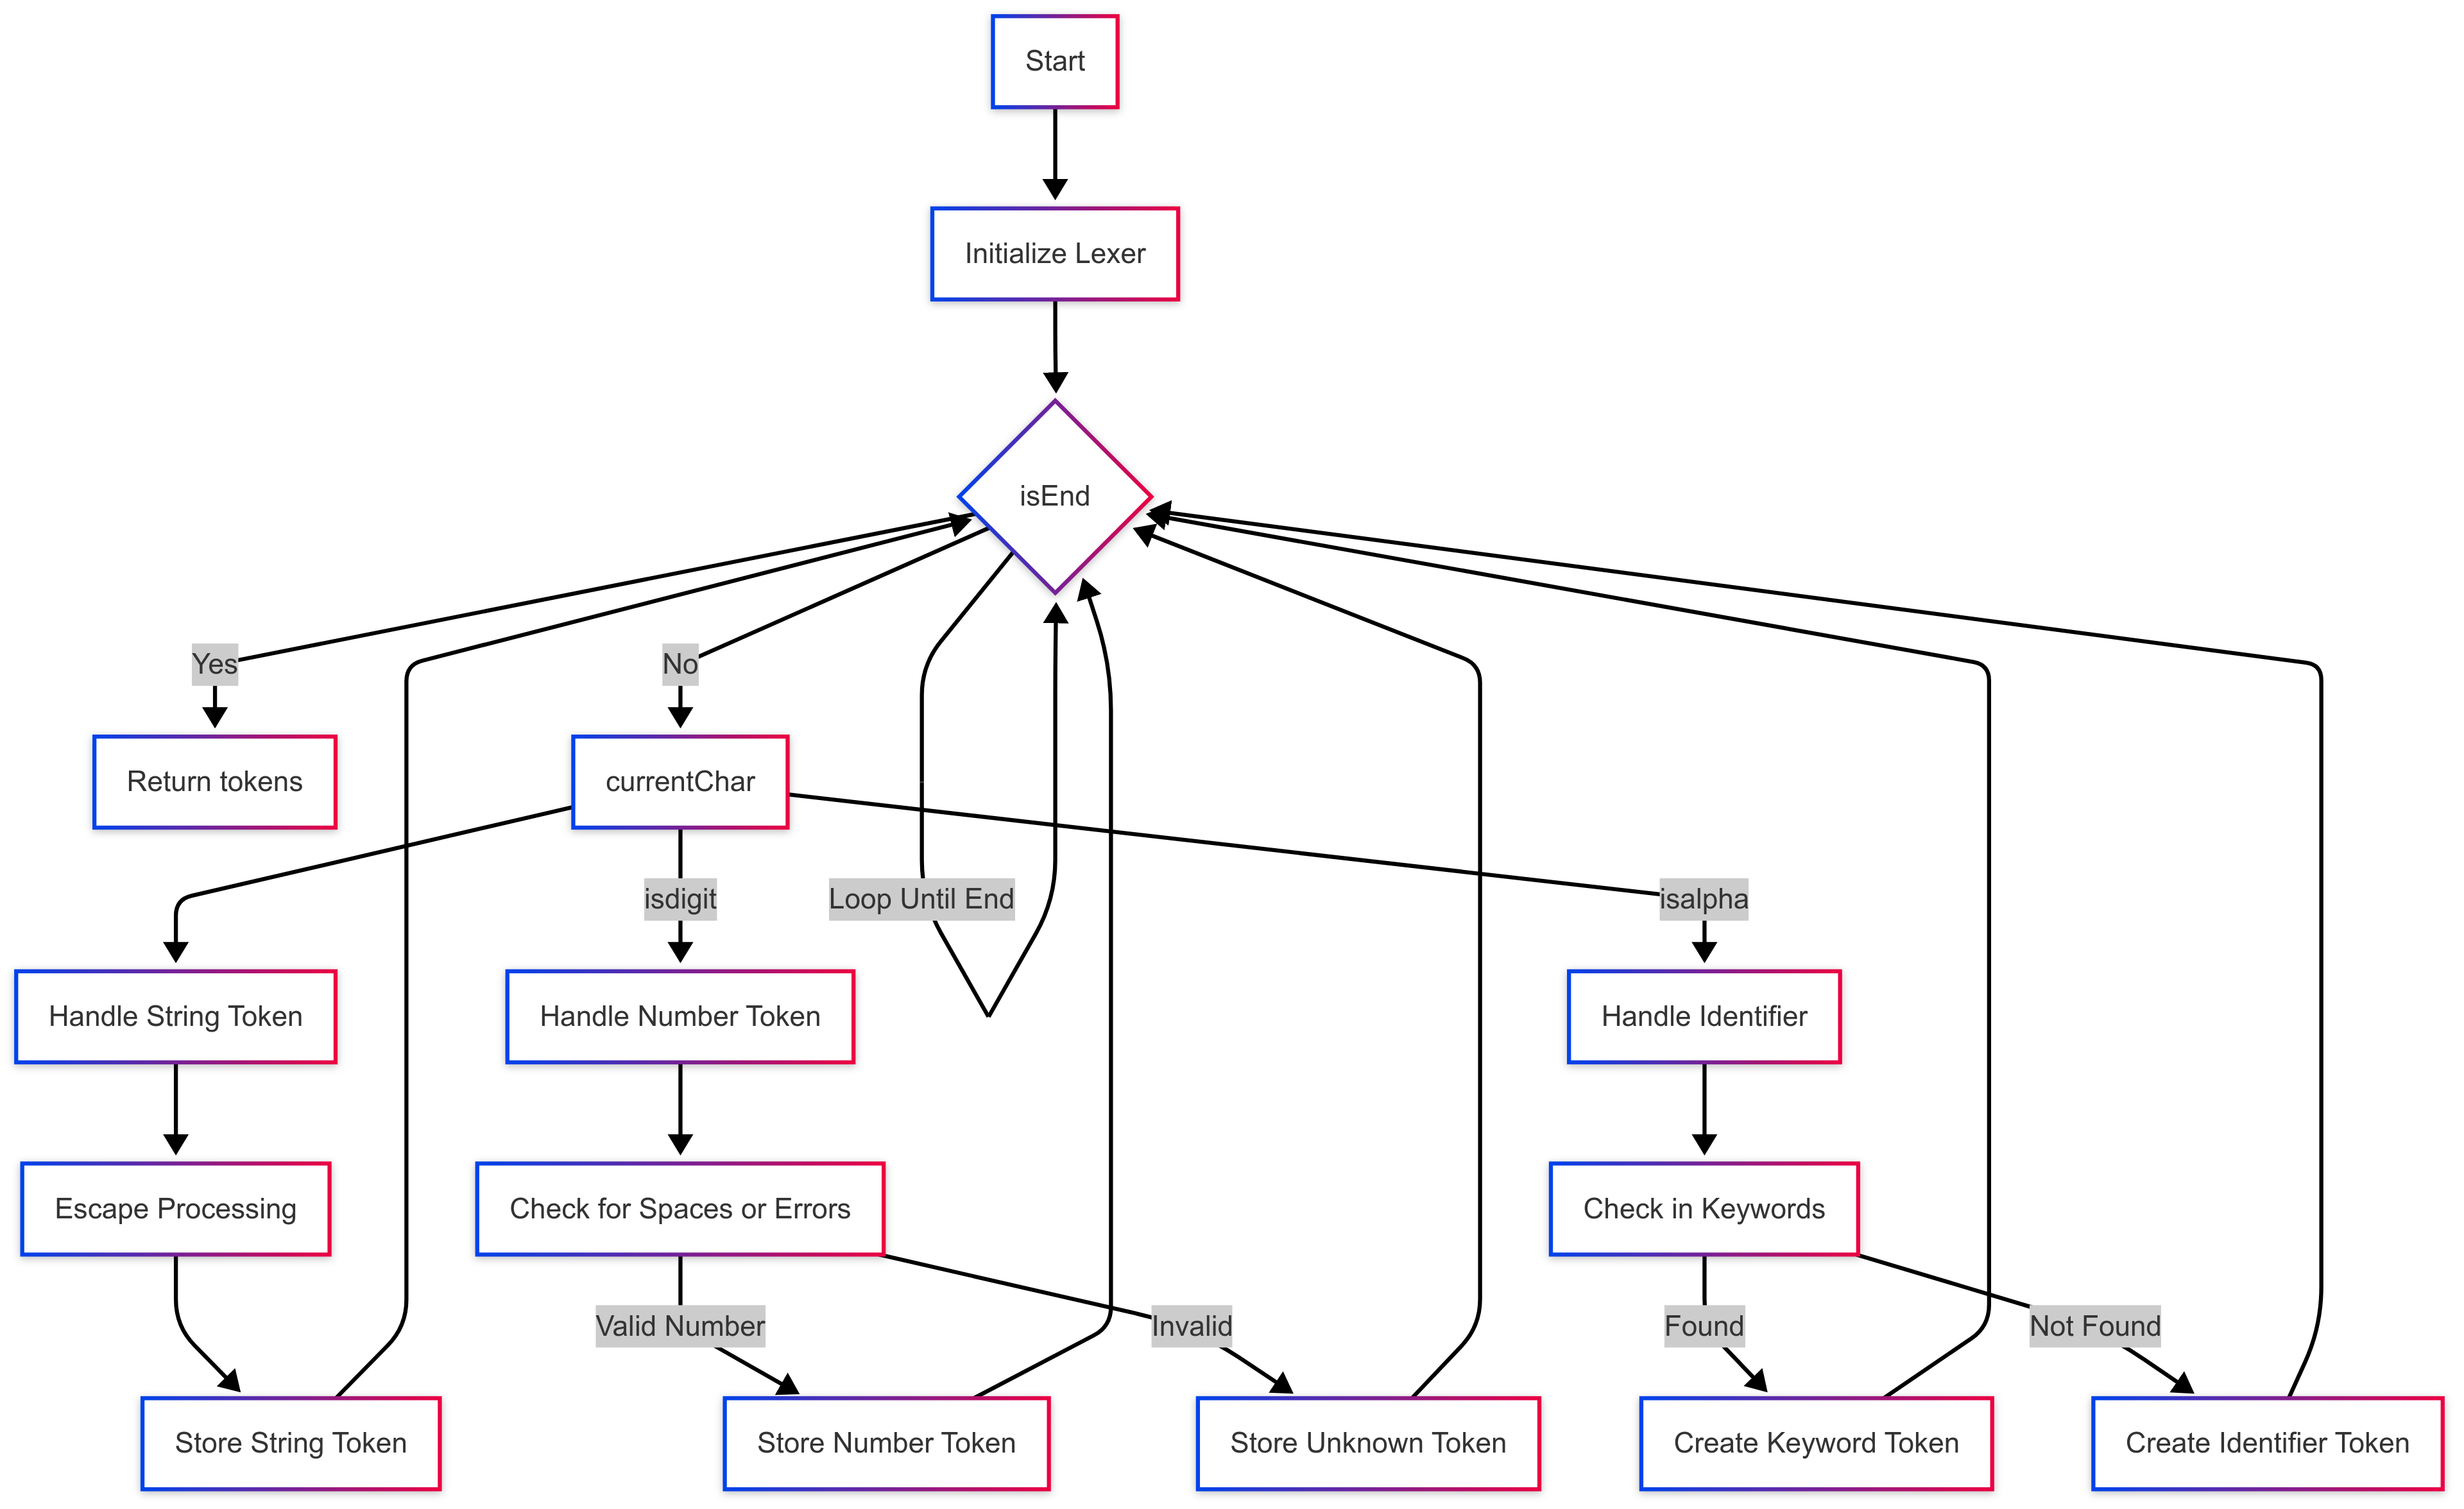 Start
Initialize Lexer
isEnd
Yes
No
Return tokens
currentChar
isdigit
Loop Until End
isalpha
Handle String Token
Handle Number Token
Handle Identifier
Escape Processing
Check for Spaces or Errors
Check in Keywords
Valid Number
Invalid
Found
Not Found
Store String Token
Store Number Token
Store Unknown Token
Create Keyword Token
Create Identifier Token